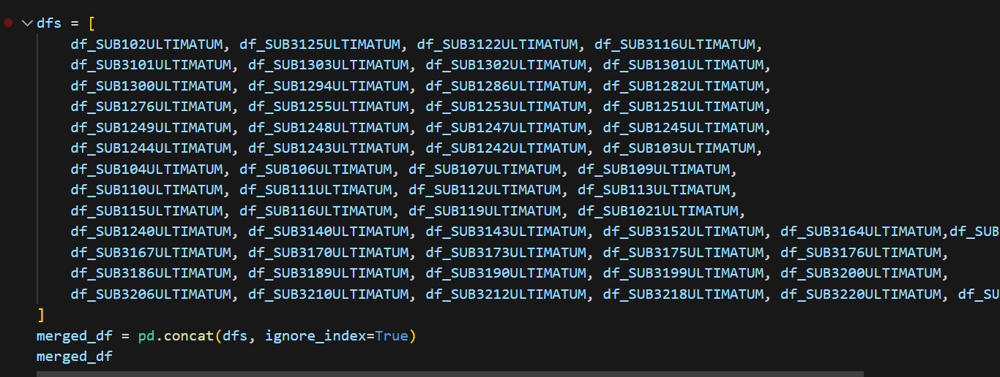 dfs = [
df_SUB102ULTIMATUM, df_SUB3125ULTIMATUM, df_SUB3122ULTIMATUM, df_SUB3116ULTIMATUM,
df_SUB3101ULTIMATUM, df_SUB1303ULTIMATUM, df_SUB1302ULTIMATUM, df_SUB1301ULTIMATUM,
df_SUB1300ULTIMATUM, df_SUB1294ULTIMATUM, df_SUB1286ULTIMATUM, df_SUB1282ULTIMATUM,
df_SUB1276ULTIMATUM, df_SUB1255ULTIMATUM, df_SUB1253ULTIMATUM, df_SUB1251ULTIMATUM,
df_SUB1249ULTIMATUM, df_SUB1248ULTIMATUM, df_SUB1247ULTIMATUM, df_SUB1245ULTIMATUM,
df_SUB1244ULTIMATUM, df_SUB1243ULTIMATUM, df_SUB1242ULTIMATUM, df_SUB103ULTIMATUM,
df_SUB104ULTIMATUM, df_SUB106ULTIMATUM, df_SUB107ULTIMATUM, df_SUB109ULTIMATUM,
df_SUB110ULTIMATUM, df_SUB111ULTIMATUM, df_SUB112ULTIMATUM, df_SUB113ULTIMATUM,
df_SUB115ULTIMATUM, df_SUB116ULTIMATUM, df_SUB119ULTIMATUM, df_SUB1021ULTIMATUM,
df_SUB1240ULTIMATUM, df_SUB3140ULTIMATUM, df_SUB3143ULTIMATUM, df_SUB3152ULTIMATUM, df_SUB3164ULTIMATUM,df_SUB
df_SUB3167ULTIMATUM, df_SUB3170ULTIMATUM, df_SUB3173ULTIMATUM, df_SUB3175ULTIMATUM, df_SUB3176ULTIMATUM,
df_SUB3186ULTIMATUM, df_SUB3189ULTIMATUM, df_SUB3190ULTIMATUM, df_SUB3199ULTIMATUM, df_SUB3200ULTIMATUM,
df_SUB3206ULTIMATUM, df_SUB3210ULTIMATUM, df_SUB3212ULTIMATUM, df_SUB3218ULTIMATUM, df_SUB3220ULTIMATUM, df_SU
]
merged_df = pd.concat(dfs, ignore_index=True)
merged_df